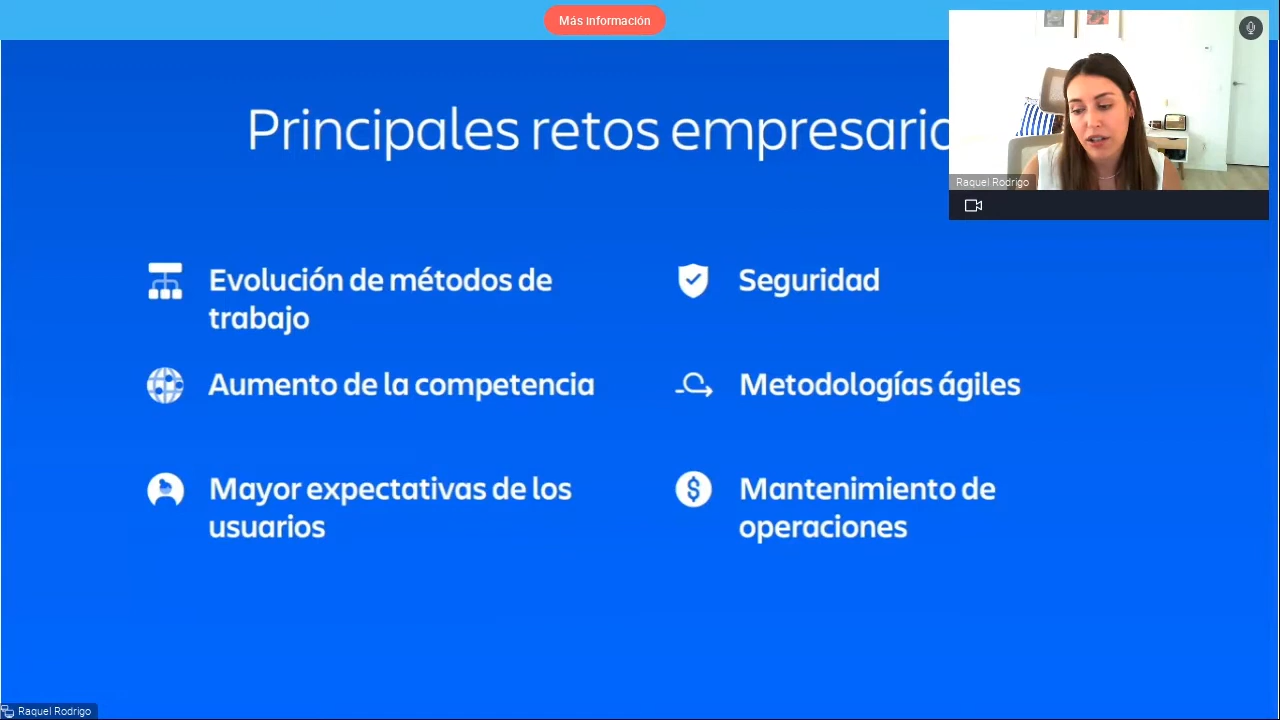 Más información
Principales retos empresaria
Raquel Rodrigo
Evolución de métodos de
trabajo
Seguridad
Aumento de la competencia
Metodologías ágiles
Mayor expectativas de los
usuarios
Mantenimiento de
operaciones
Raquel Rodrigo